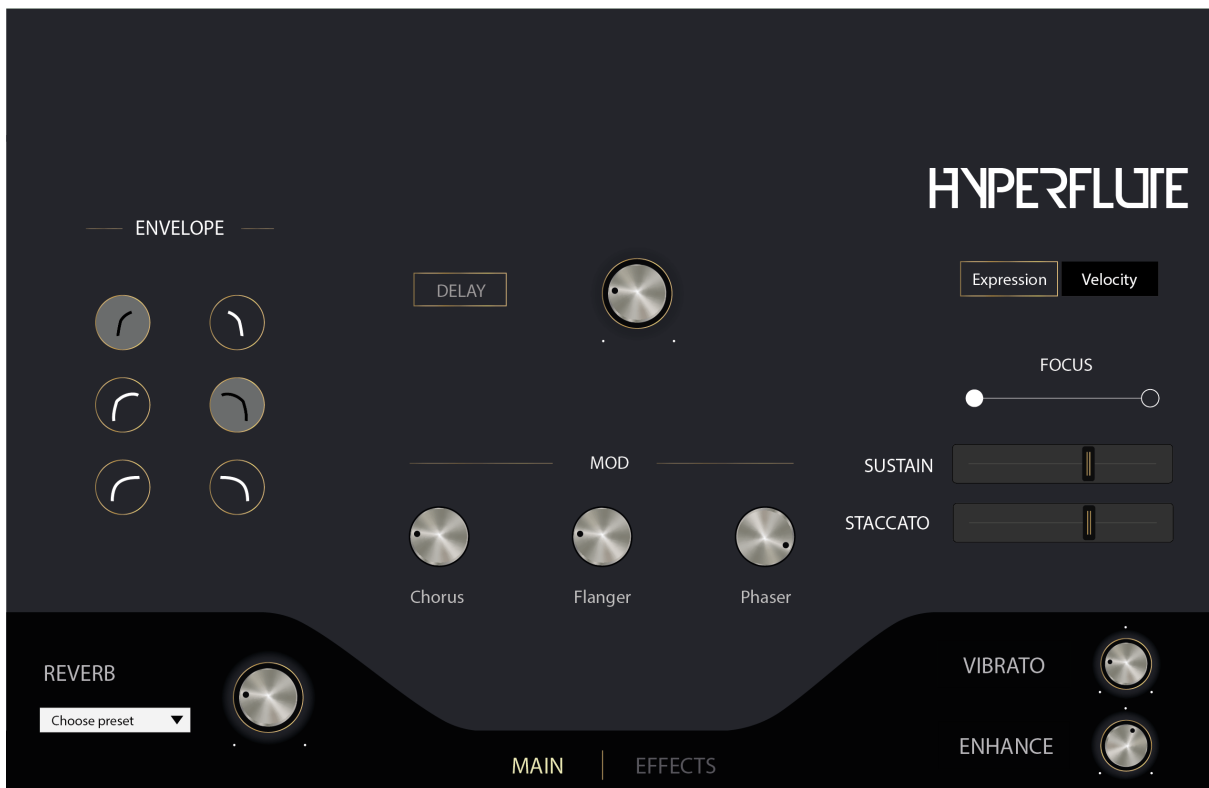 HYPERFLUTE
ENVELOPE
DELAY
Expression
Velocity
FOCUS
MOD
SUSTAIN
STACCATO
Chorus
Flanger
Phaser
REVERB
Choose preset
VIBRATO
ENHANCE
MAIN
EFFECTS